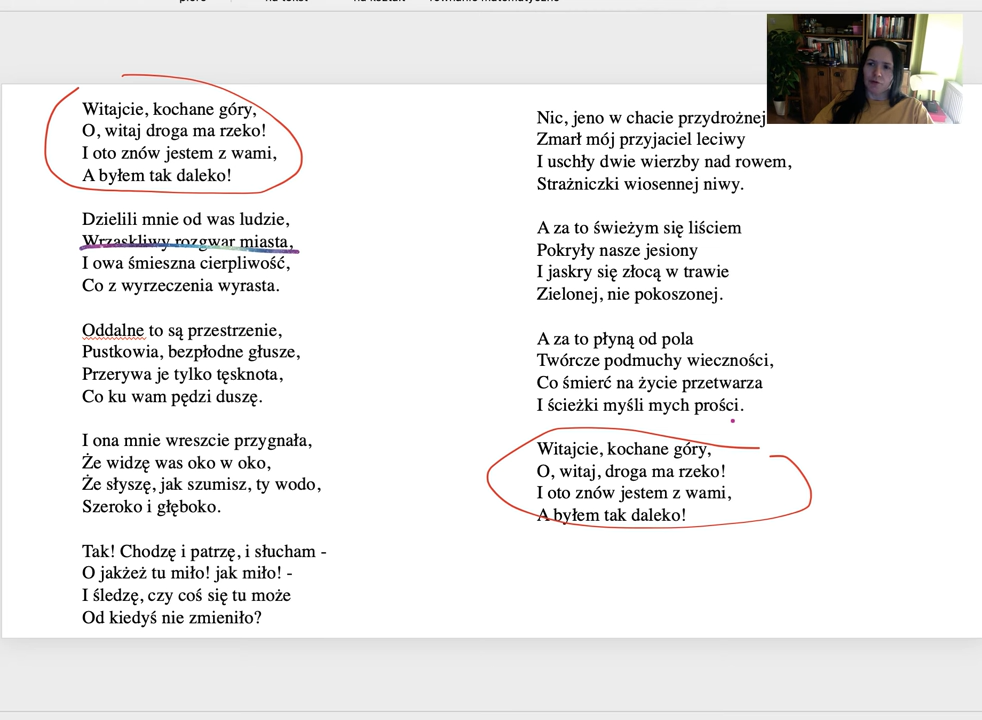 Witajcie, kochane góry,
O, witaj droga ma rzeko!
I oto znów jestem z wami,
A byłem tak daleko!
Dzielili mnie od was ludzie,
Wrzaskliwy rozgwar miasta,
I owa śmieszna cierpliwość,
Co z wyrzeczenia wyrasta.
Oddalne to są przestrzenie,
Pustkowia, bezpłodne głusze,
Przerywa je tylko tęsknota,
Co ku wam pędzi duszę.
I ona mnie wreszcie przygnała,
Że widzę was oko w oko,
Że słyszę, jak szumisz, ty wodo,
Szeroko i głęboko.
Tak! Chodzę i patrzę, i słucham -
O jakżeż tu miło! jak miło! -
I śledzę, czy coś się tu może
Od kiedyś nie zmieniło?
Nic, jeno w chacie przydrożnej
Zmarł mój przyjaciel leciwy
I uschły dwie wierzby nad rowem,
Strażniczki wiosennej niwy.
A za to świeżym się liściem
Pokryły nasze jesiony
I jaskry się złocą w trawie
Zielonej, nie pokoszonej.
A za to płyną od pola
Twórcze podmuchy wieczności,
Co śmierć na życie przetwarza
I ścieżki myśli mych prości.
Witajcie, kochane góry,
O, witaj, droga ma rzeko!
I oto znów jestem z wami,
A byłem tak daleko!